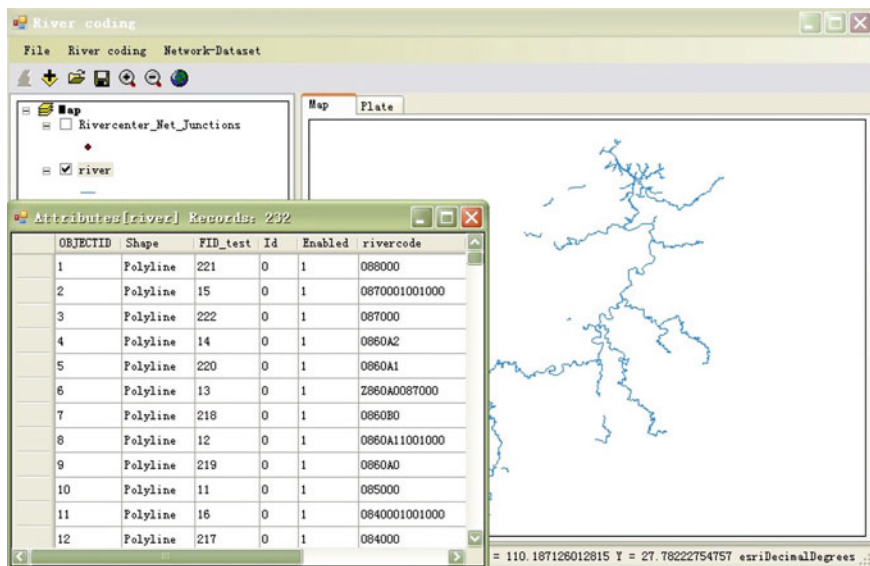 River coding
File River coding Network-Dataset
Map
Rivercenter_Net_Junctions
river
Map Plate
Attributes[river] Records: 232
OBJECTID Shape FID_test Id Enabled rivercode
1 Polyline 221 0 1 088000
2 Polyline 15 0 1 0870001001000
3 Polyline 222 0 1 087000
4 Polyline 14 0 1 0860A2
5 Polyline 220 0 1 0860A1
6 Polyline 13 0 1 Z860A0087000
7 Polyline 218 0 1 0860B0
8 Polyline 12 0 1 0860A11001000
9 Polyline 219 0 1 0860A0
10 Polyline 11 0 1 085000
11 Polyline 16 0 1 0840001001000
12 Polyline 217 0 1 084000
= 110.187126012815 Y = 27.78222754757 esriDecimalDegrees